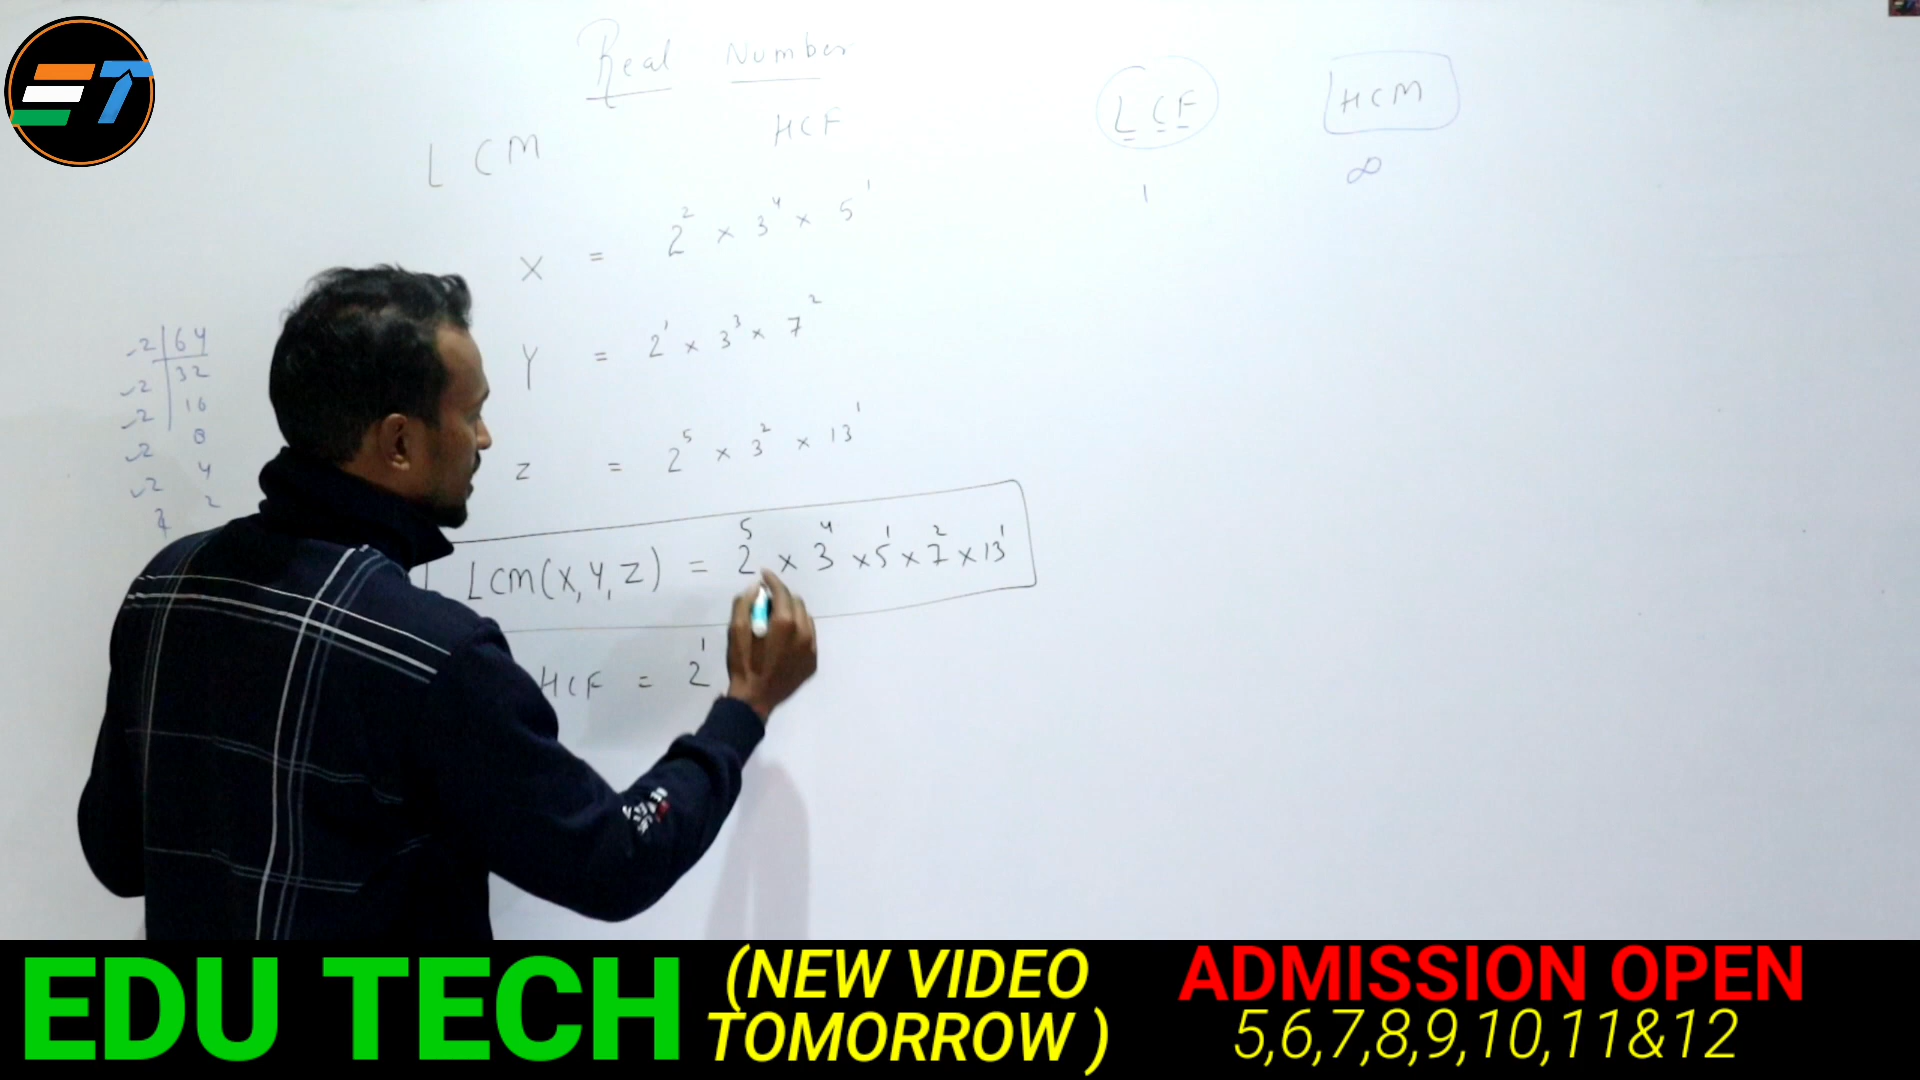 ET
Real Number
LCM HCF
LCF HCM
1 ∞
X = 2² × 3⁴ × 5¹
Y = 2¹ × 3³ × 7²
Z = 2⁵ × 3² × 13¹
2 | 64
2 | 32
2 | 16
2 8
2 4
2
LCM(X,Y,Z) = 2⁵ × 3⁴ × 5¹ × 7² × 13¹
HCF = 2¹
EDU TECH
(NEW VIDEO
TOMORROW )
ADMISSION OPEN
5,6,7,8,9,10,11&12